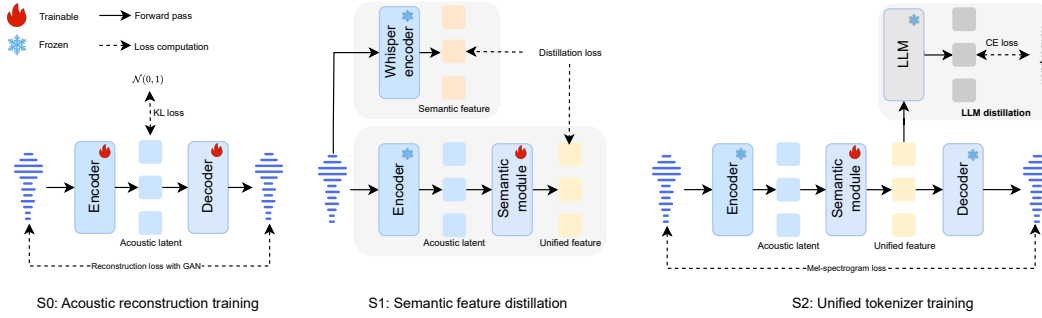 Trainable
Forward pass
Frozen
Loss computation
𝒩(0, 1)
KL loss
Encoder
Decoder
Acoustic latent
Reconstruction loss with GAN
S0: Acoustic reconstruction training
Whisper
encoder
Semantic feature
Distillation loss
Encoder
Semantic
module
Acoustic latent
Unified feature
S1: Semantic feature distillation
LLM
CE loss
LLM distillation
Encoder
Semantic
module
Decoder
Acoustic latent
Unified feature
Mel-spectrogram loss
S2: Unified tokenizer training